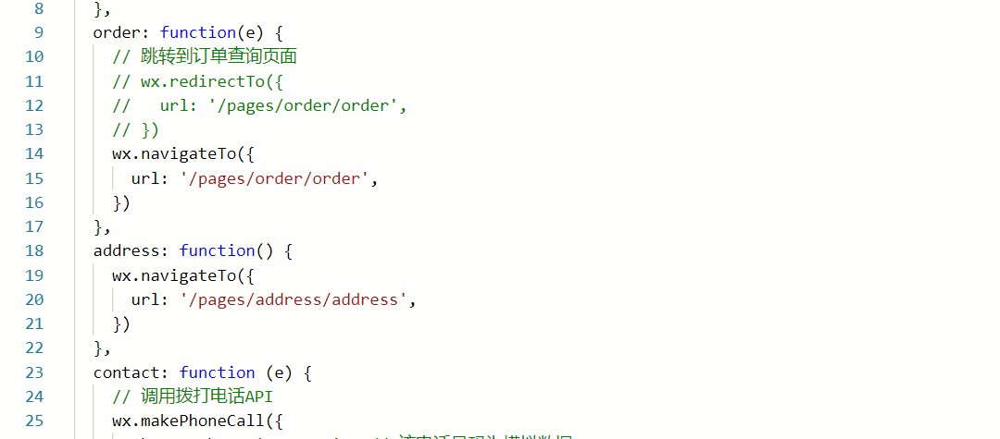 8 },
9 order: function(e) {
10 // 跳转到订单查询页面
11 // wx.redirectTo({
12 //   url: '/pages/order/order',
13 // })
14 wx.navigateTo({
15 url: '/pages/order/order',
16 })
17 },
18 address: function() {
19 wx.navigateTo({
20 url: '/pages/address/address',
21 })
22 },
23 contact: function (e) {
24 // 调用拨打电话API
25 wx.makePhoneCall({